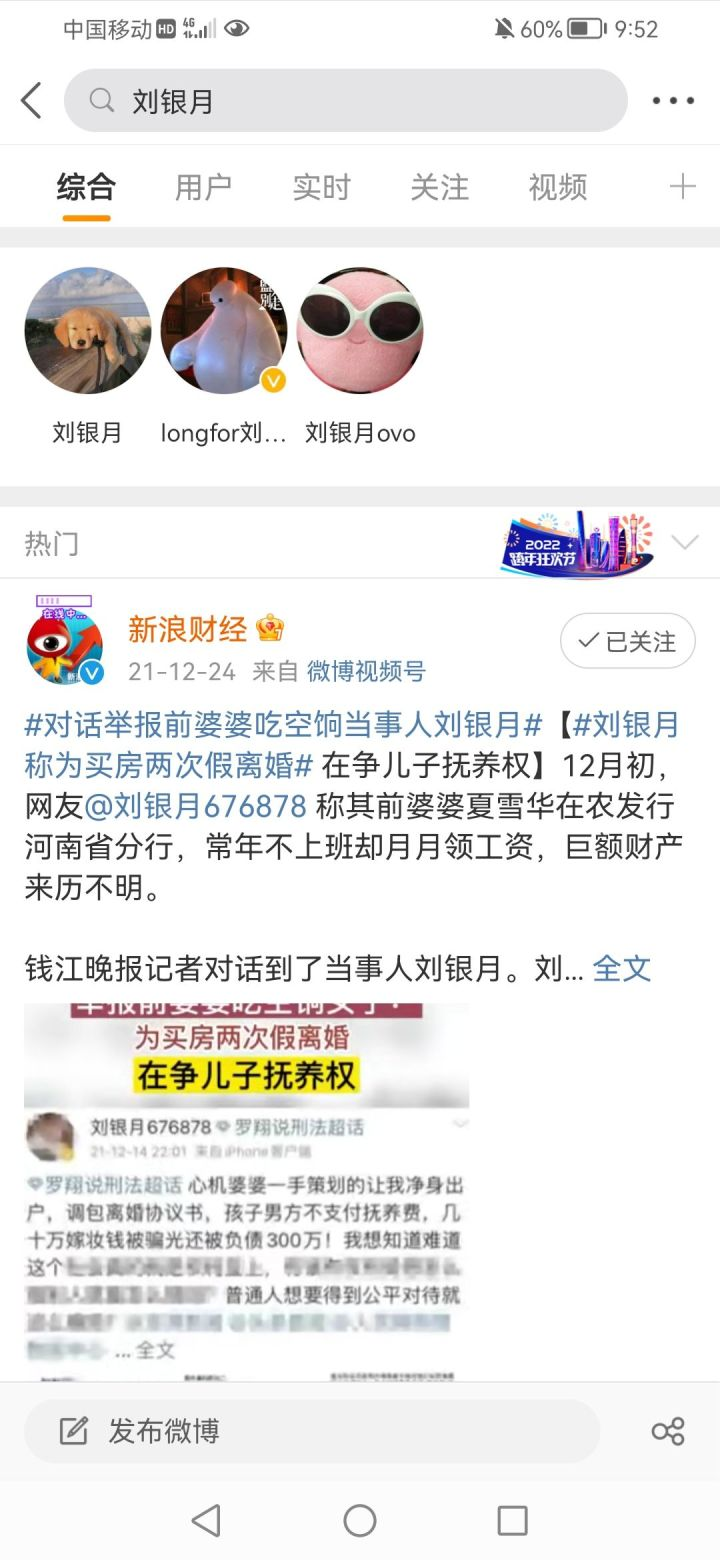 中国移动 HD 4G 60% 9:52
刘银月
综合 用户 实时 关注 视频
刘银月 longfor刘... 刘银月ovo
热门
2022
跨年狂欢节
在线中...
新浪财经
已关注
21-12-24 来自 微博视频号
#对话举报前婆婆吃空饷当事人刘银月#【#刘银月
称为买房两次假离婚# 在争儿子抚养权】12月初，
网友@刘银月676878 称其前婆婆夏雪华在农发行
河南省分行，常年不上班却月月领工资，巨额财产
来历不明。
钱江晚报记者对话到了当事人刘银月。刘... 全文
举报前婆婆吃空饷女子：
为买房两次假离婚
在争儿子抚养权
刘银月676878 罗翔说刑法超话
21-12-14 22:01 来自iPhone客户端
罗翔说刑法超话 心机婆婆一手策划的让我净身出
户，调包离婚协议书，孩子男方不支付抚养费，几
十万嫁妆钱被骗光还被负债300万！我想知道难道
这个
普通人想要得到公平对待就
... 全文
发布微博